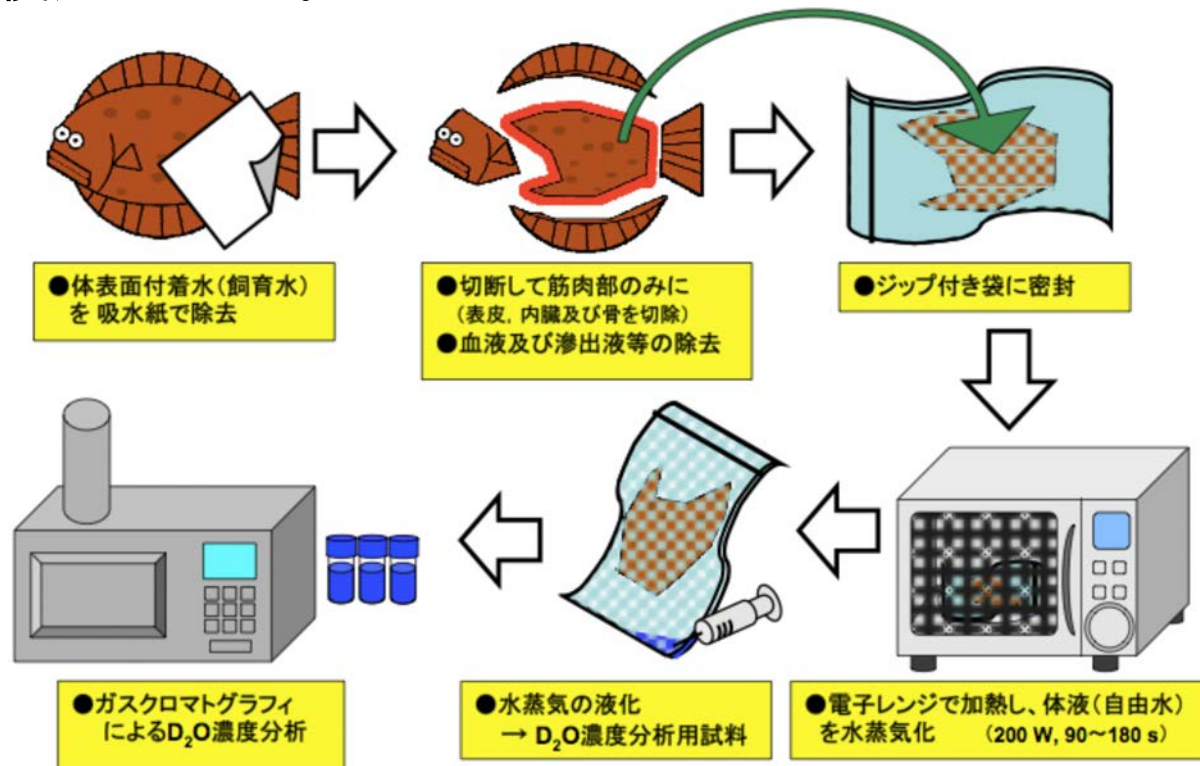 ●体表面付着水(飼育水)
を 吸水紙で除去
●切断して筋肉部のみに
(表皮, 内臓及び骨を切除)
●血液及び滲出液等の除去
●ジップ付き袋に密封
●電子レンジで加熱し、体液(自由水)
を水蒸気化 (200 W, 90～180 s)
●水蒸気の液化
→ D₂O濃度分析用試料
●ガスクロマトグラフィ
によるD₂O濃度分析